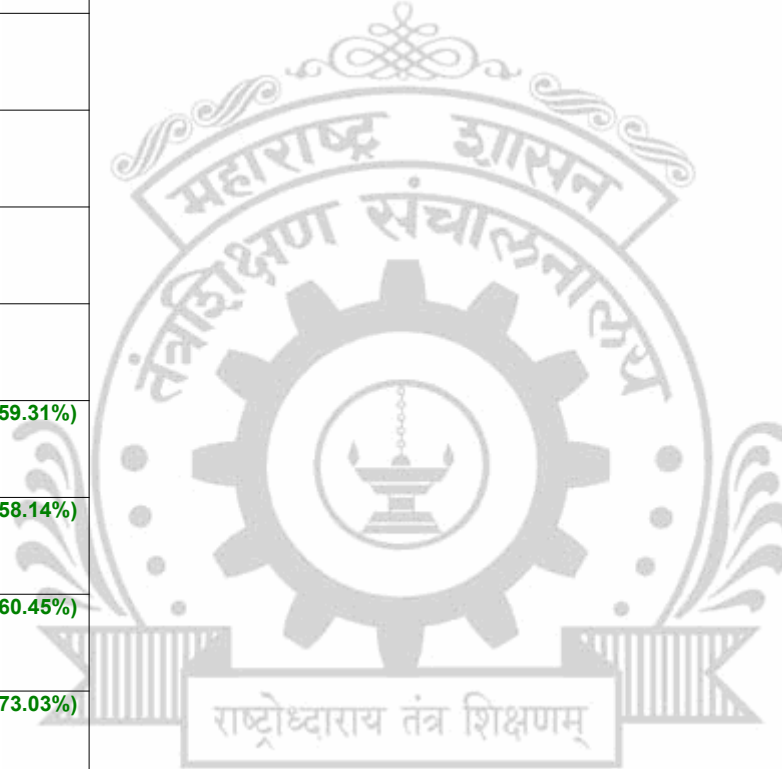 महाराष्ट्र शासन
तंत्रशिक्षण संचालनालय
59.31%)
58.14%)
60.45%)
73.03%)
राष्ट्रोध्दाराय तंत्र शिक्षणम्